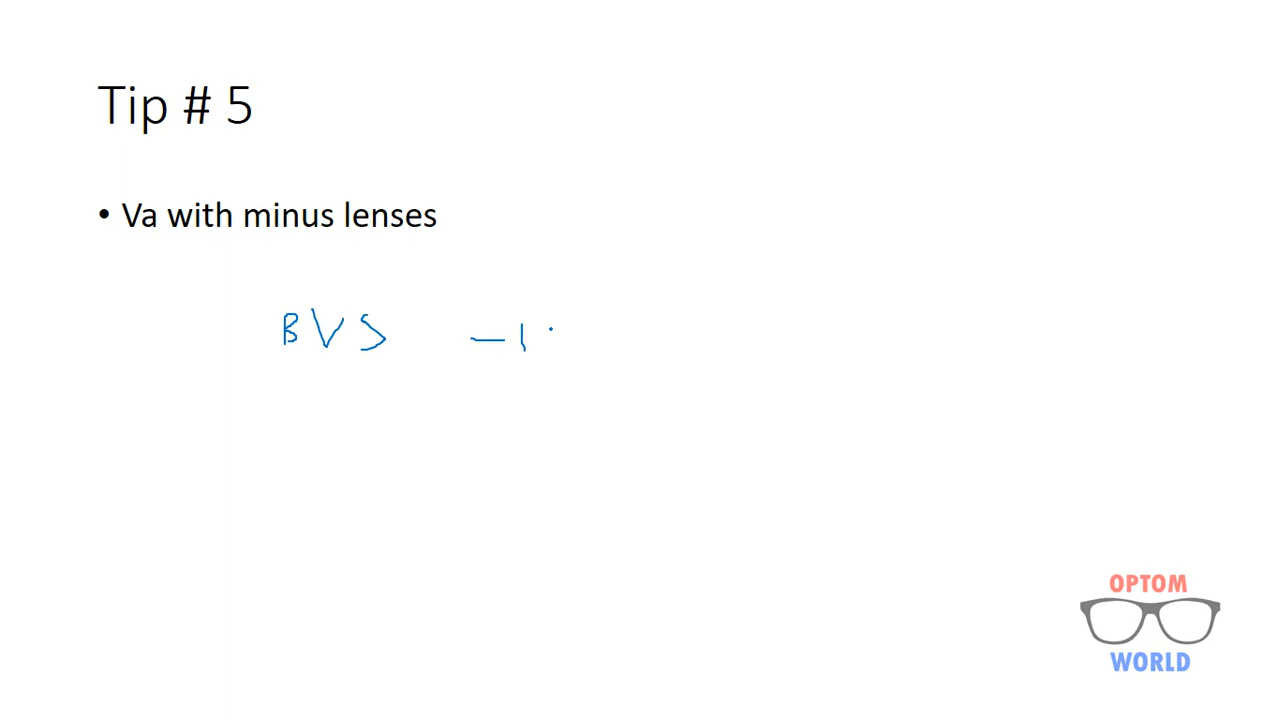 Tip # 5
• Va with minus lenses
BVS –1.
OPTOM
WORLD